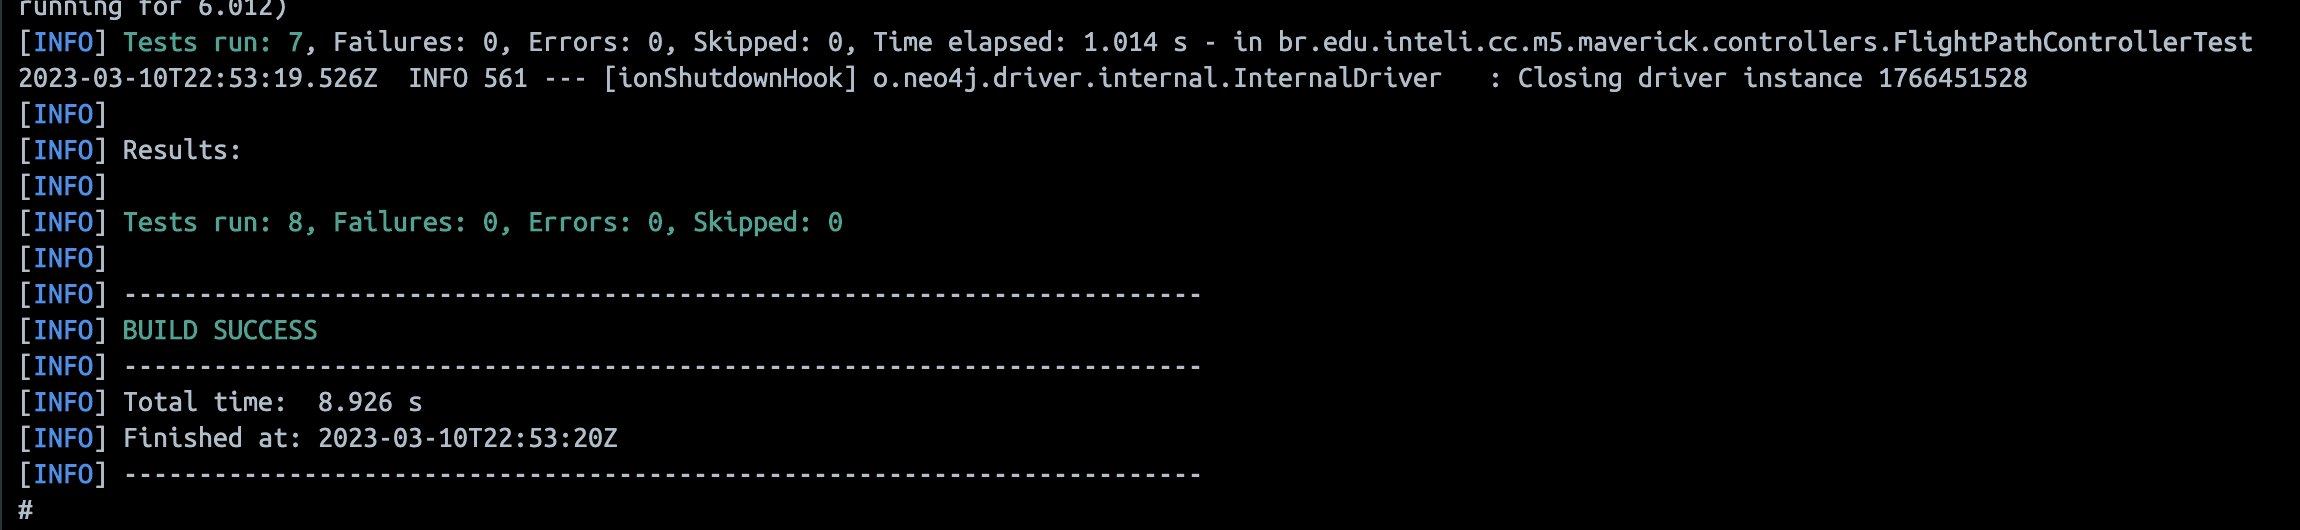 running for 6.012)
[INFO] Tests run: 7, Failures: 0, Errors: 0, Skipped: 0, Time elapsed: 1.014 s - in br.edu.inteli.cc.m5.maverick.controllers.FlightPathControllerTest
2023-03-10T22:53:19.526Z  INFO 561 --- [ionShutdownHook] o.neo4j.driver.internal.InternalDriver   : Closing driver instance 1766451528
[INFO]
[INFO] Results:
[INFO]
[INFO] Tests run: 8, Failures: 0, Errors: 0, Skipped: 0
[INFO]
[INFO] ------------------------------------------------------------------------
[INFO] BUILD SUCCESS
[INFO] ------------------------------------------------------------------------
[INFO] Total time:  8.926 s
[INFO] Finished at: 2023-03-10T22:53:20Z
[INFO] ------------------------------------------------------------------------
#